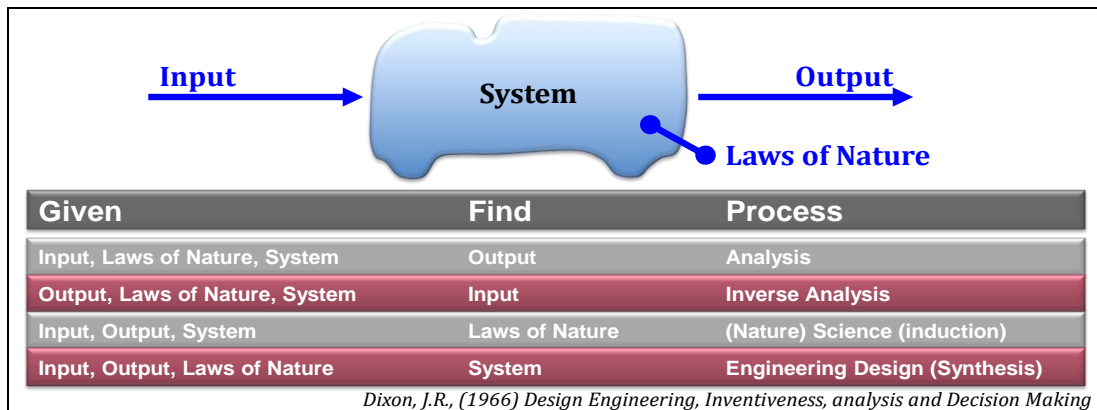 Input
System
Output
Laws of Nature
Given Find Process
Input, Laws of Nature, System Output Analysis
Output, Laws of Nature, System Input Inverse Analysis
Input, Output, System Laws of Nature (Nature) Science (induction)
Input, Output, Laws of Nature System Engineering Design (Synthesis)
Dixon, J.R., (1966) Design Engineering, Inventiveness, analysis and Decision Making